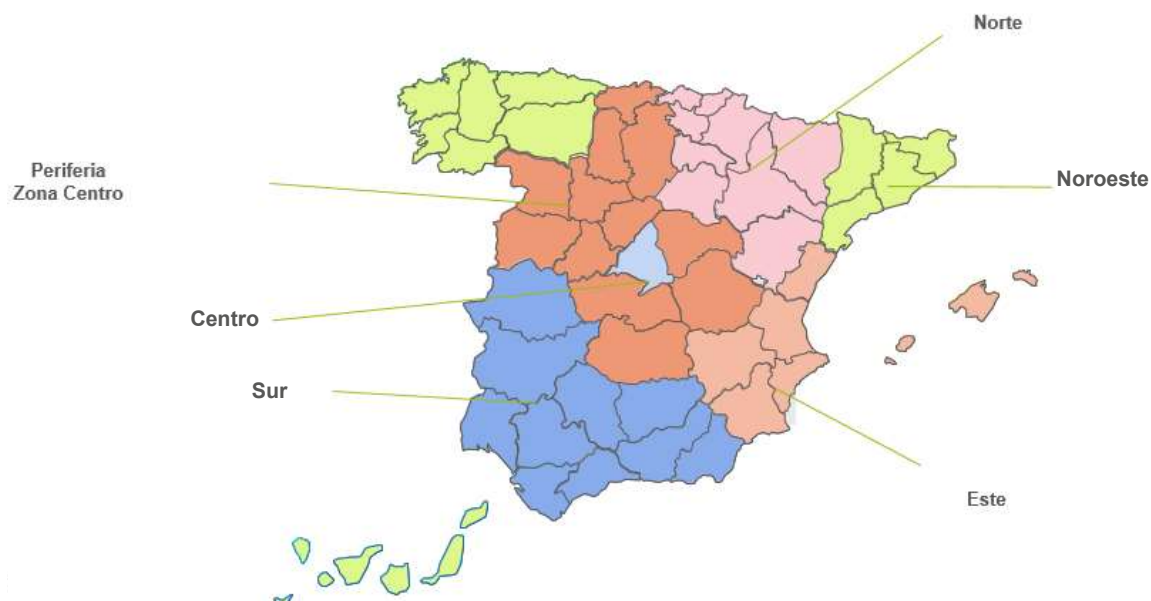 Norte
Periferia
Zona Centro
Noroeste
Centro
Sur
Este